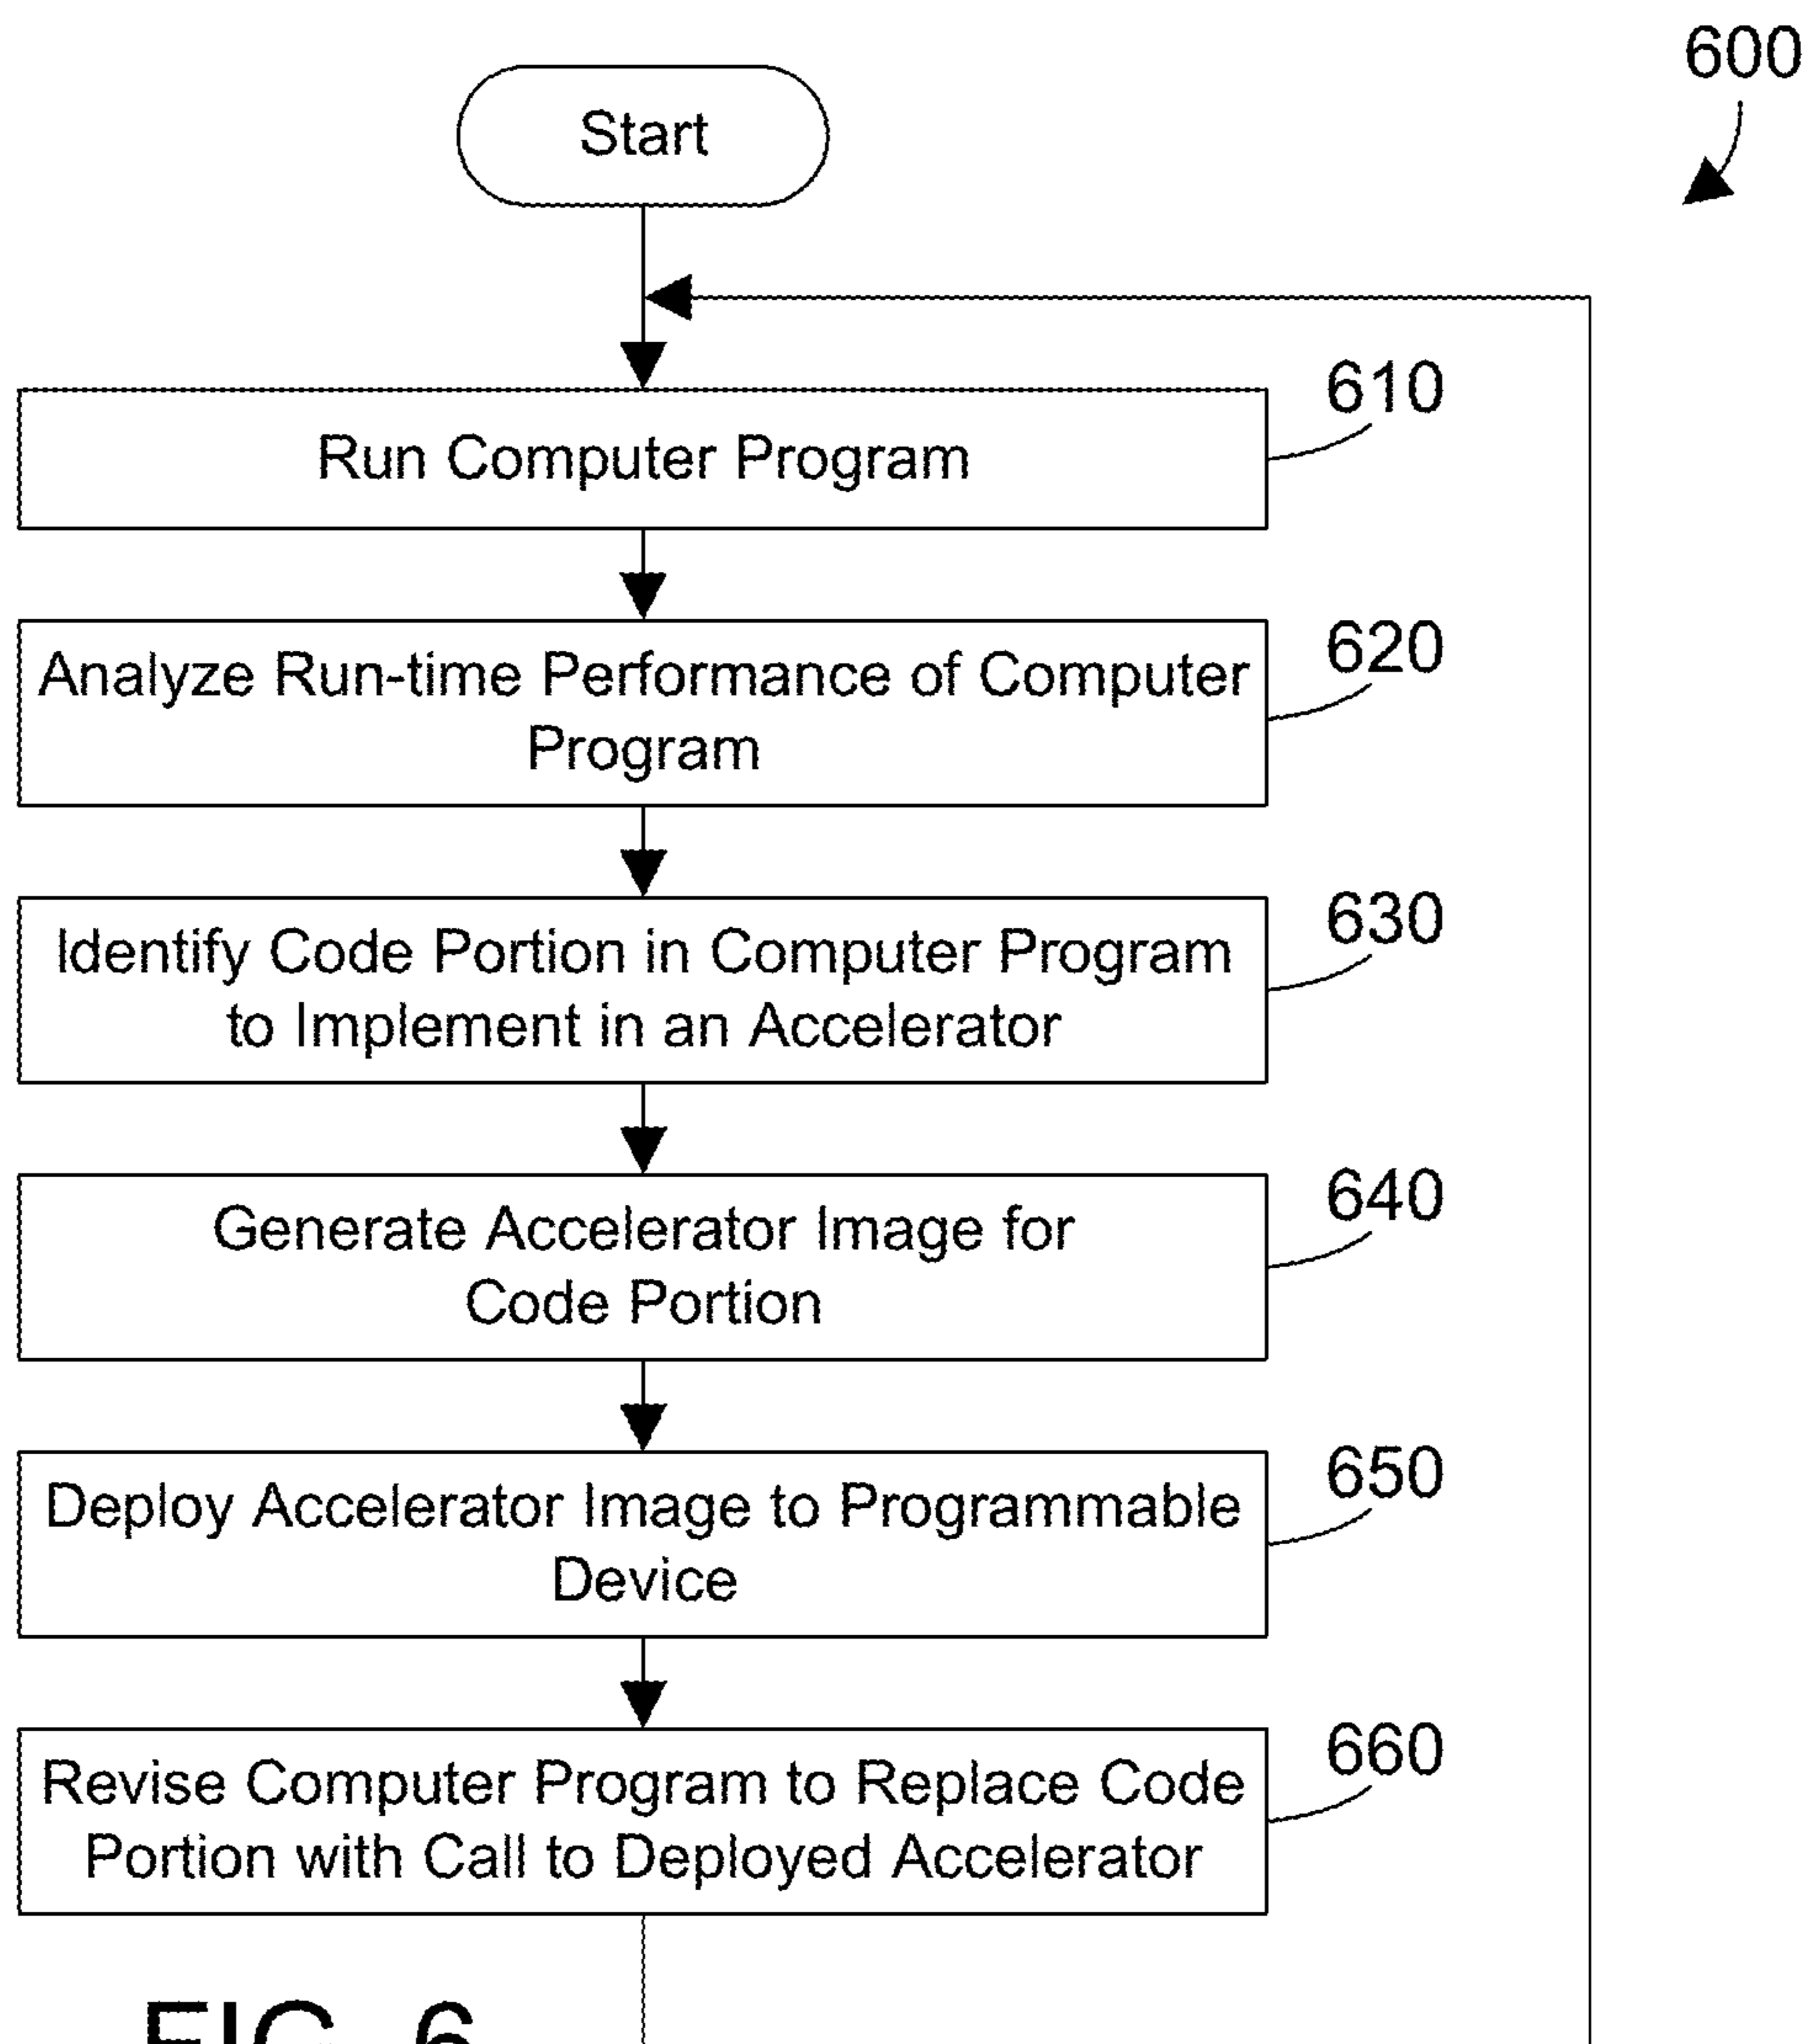 600
Start
610
Run Computer Program
620
Analyze Run-time Performance of Computer
Program
630
Identify Code Portion in Computer Program
to Implement in an Accelerator
640
Generate Accelerator Image for
Code Portion
650
Deploy Accelerator Image to Programmable
Device
660
Revise Computer Program to Replace Code
Portion with Call to Deployed Accelerator
FIG. 6